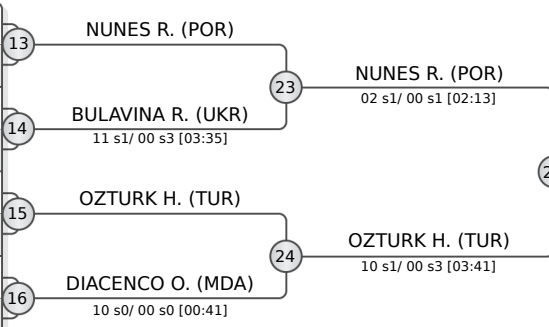 13
NUNES R. (POR)
23
NUNES R. (POR)
02 s1/ 00 s1 [02:13]
14
BULAVINA R. (UKR)
11 s1/ 00 s3 [03:35]
15
OZTURK H. (TUR)
24
OZTURK H. (TUR)
10 s1/ 00 s3 [03:41]
16
DIACENCO O. (MDA)
10 s0/ 00 s0 [00:41]